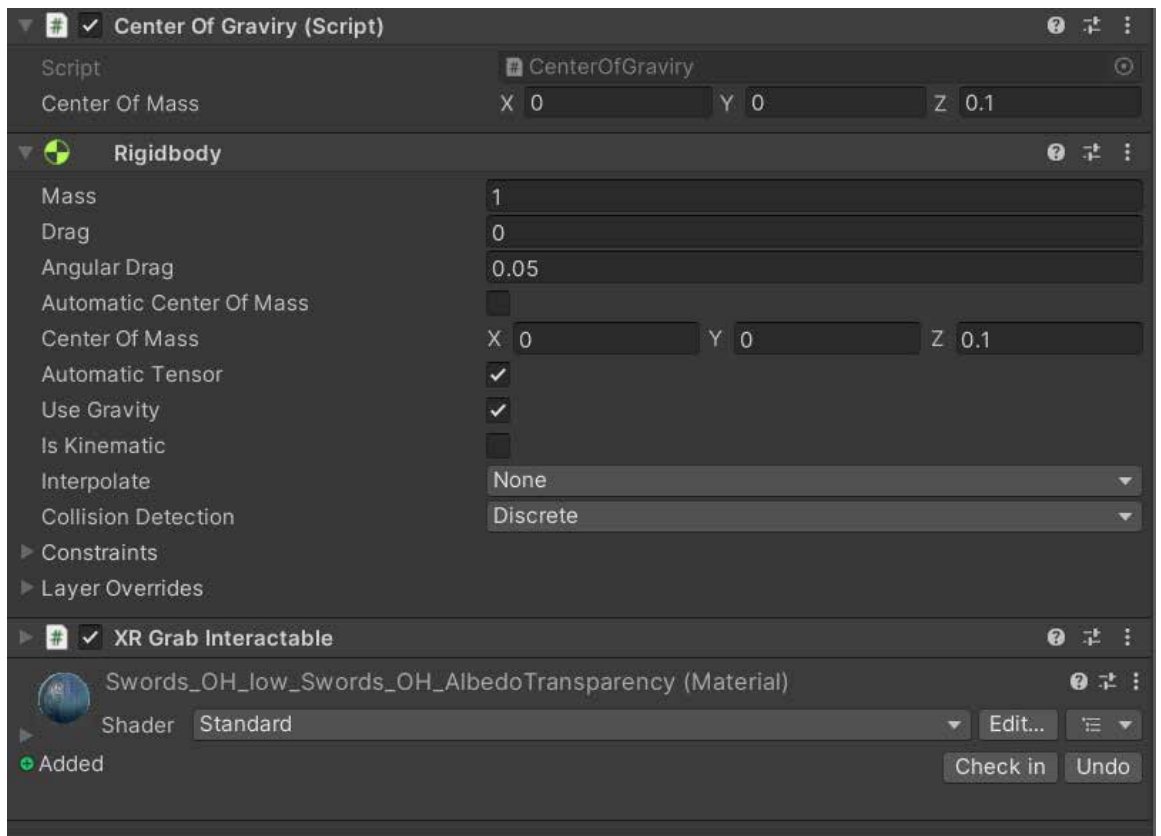 # Center Of Graviry (Script)
Script # CenterOfGraviry
Center Of Mass X 0 Y 0 Z 0.1
Rigidbody
Mass 1
Drag 0
Angular Drag 0.05
Automatic Center Of Mass
Center Of Mass X 0 Y 0 Z 0.1
Automatic Tensor
Use Gravity
Is Kinematic
Interpolate None
Collision Detection Discrete
Constraints
Layer Overrides
# XR Grab Interactable
Swords_OH_low_Swords_OH_AlbedoTransparency (Material)
Shader Standard Edit...
Added Check in Undo